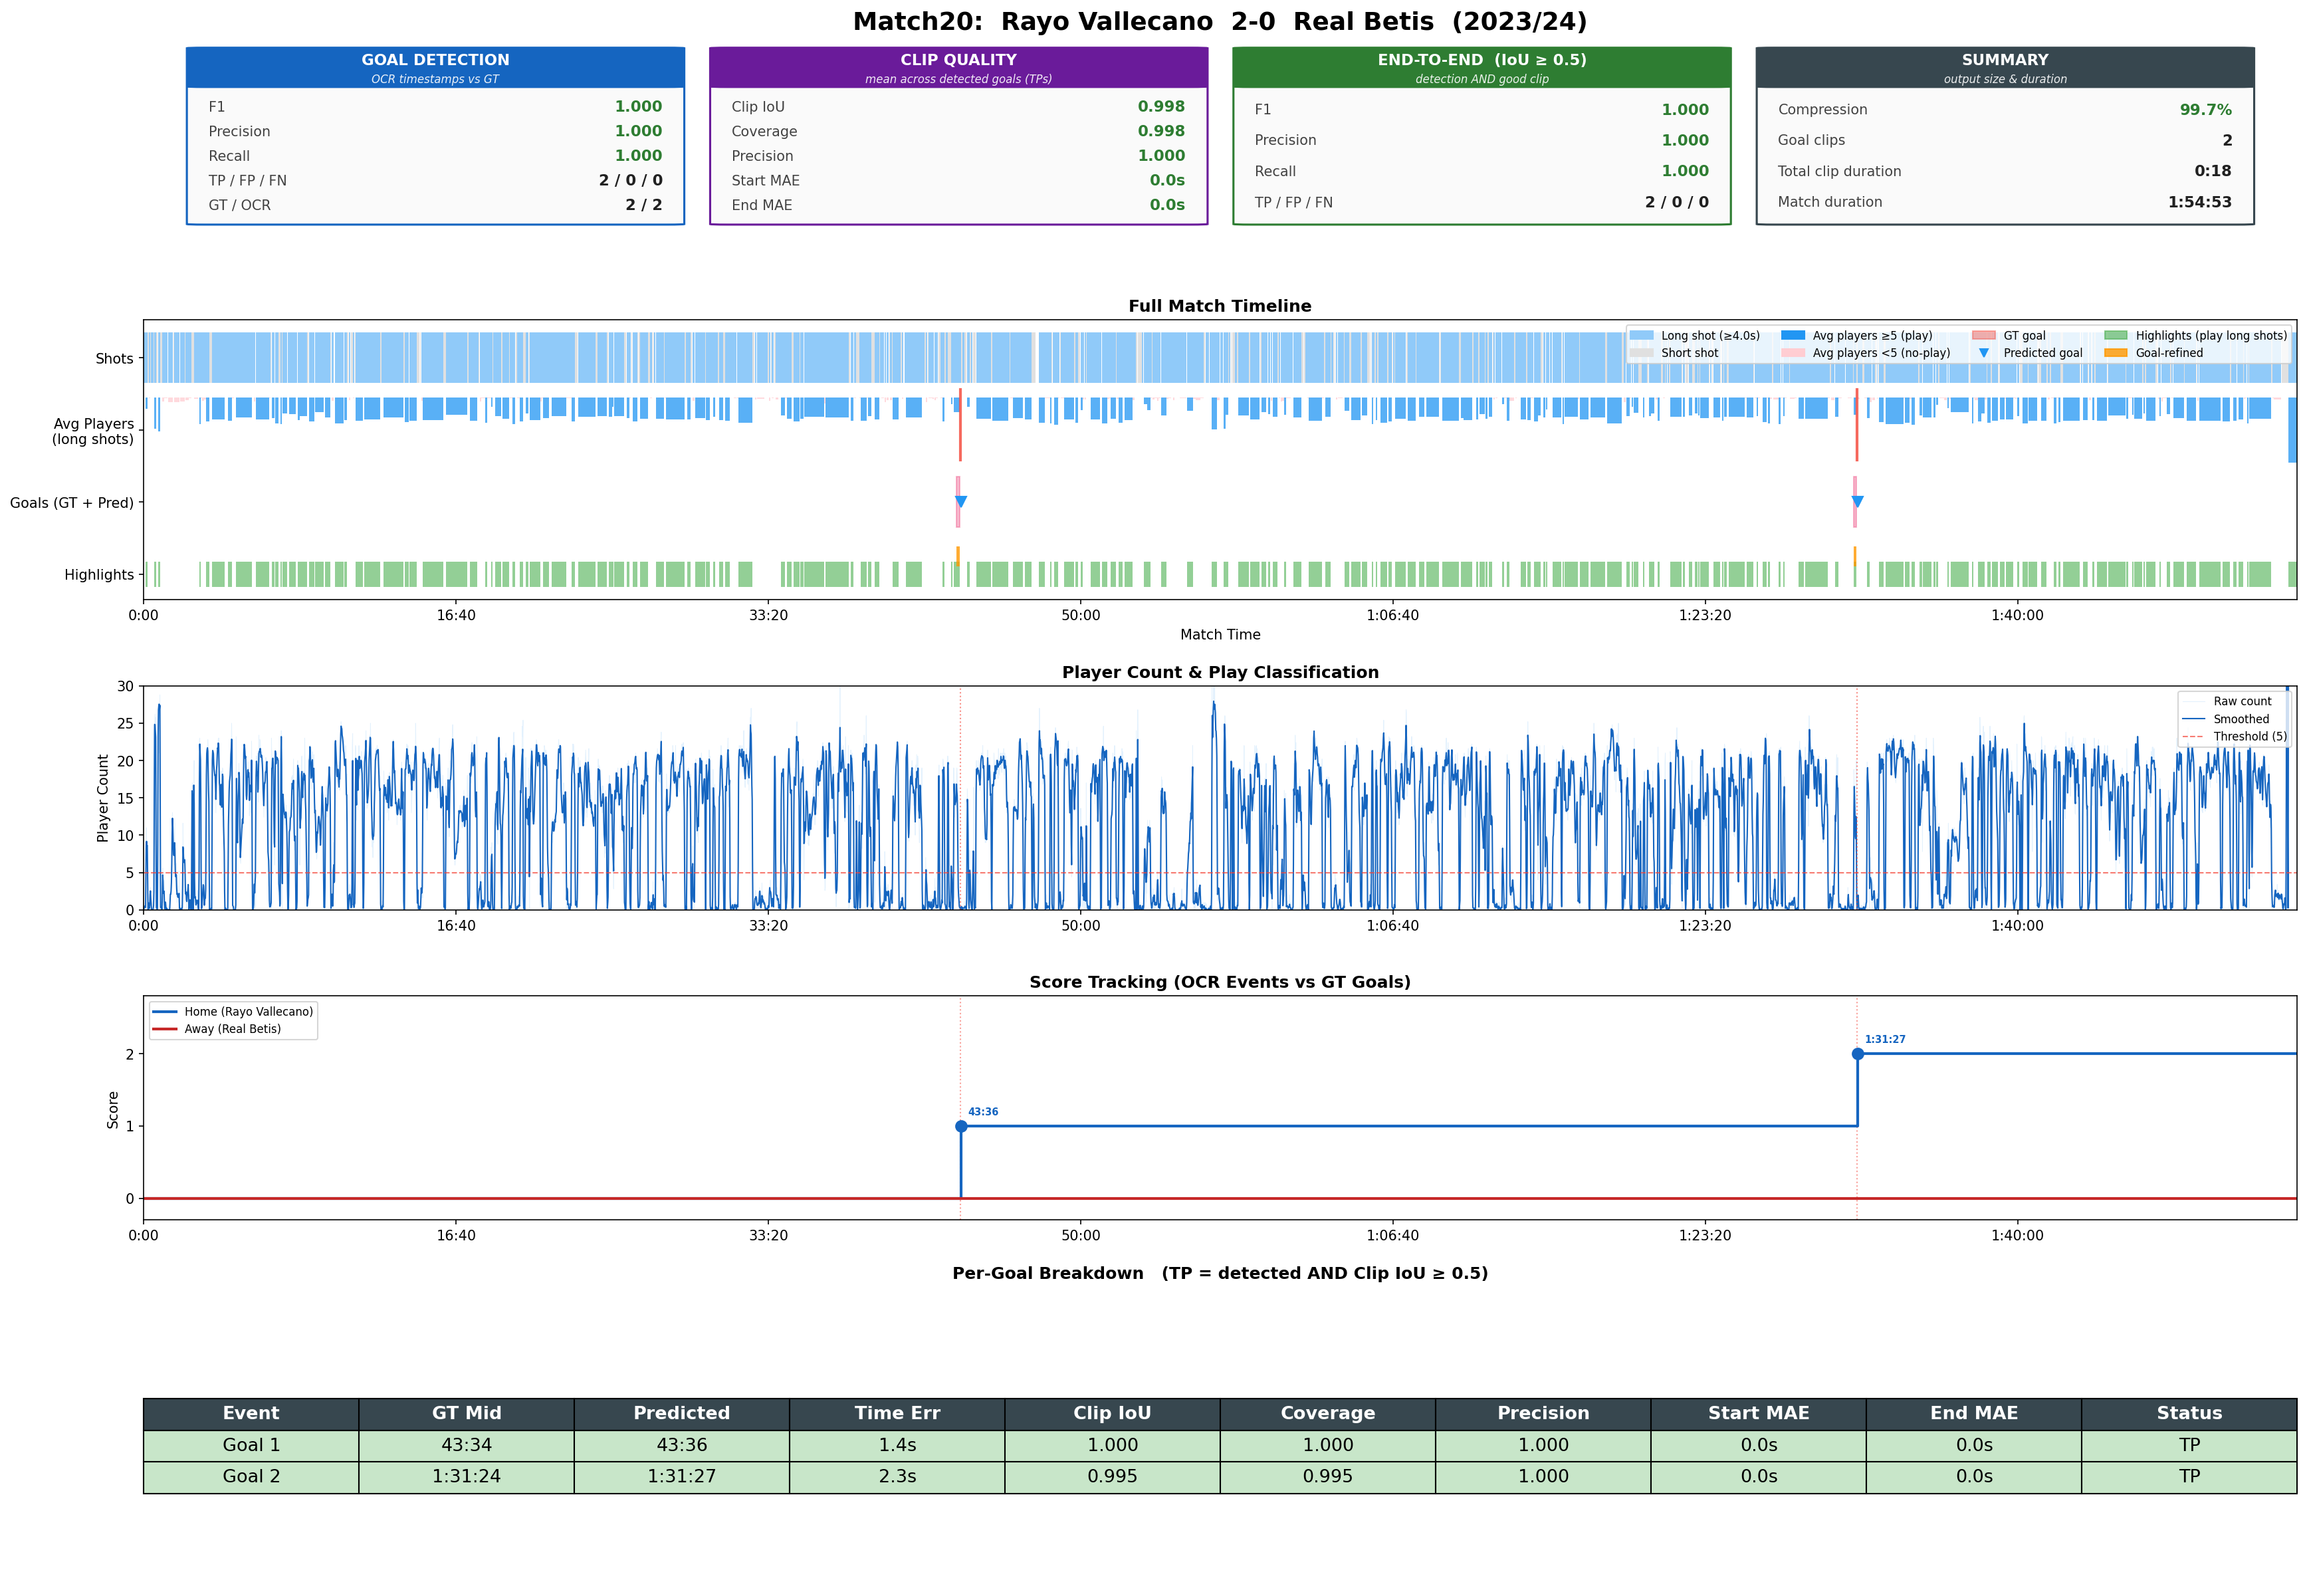 Match20:  Rayo Vallecano  2-0  Real Betis  (2023/24)
GOAL DETECTION
OCR timestamps vs GT
F1 1.000
Precision 1.000
Recall 1.000
TP / FP / FN 2 / 0 / 0
GT / OCR 2 / 2
CLIP QUALITY
mean across detected goals (TPs)
Clip IoU 0.998
Coverage 0.998
Precision 1.000
Start MAE 0.0s
End MAE 0.0s
END-TO-END  (IoU ≥ 0.5)
detection AND good clip
F1 1.000
Precision 1.000
Recall 1.000
TP / FP / FN 2 / 0 / 0
SUMMARY
output size & duration
Compression 99.7%
Goal clips 2
Total clip duration 0:18
Match duration 1:54:53
Full Match Timeline
Long shot (≥4.0s) Avg players ≥5 (play) GT goal Highlights (play long shots)
Short shot Avg players <5 (no-play) Predicted goal Goal-refined
Shots
Avg Players
(long shots)
Goals (GT + Pred)
Highlights
0:00 16:40 33:20 50:00 1:06:40 1:23:20 1:40:00
Match Time
Player Count & Play Classification
Raw count
Smoothed
Threshold (5)
Player Count
30
25
20
15
10
5
0
0:00 16:40 33:20 50:00 1:06:40 1:23:20 1:40:00
Score Tracking (OCR Events vs GT Goals)
Home (Rayo Vallecano)
Away (Real Betis)
1:31:27
43:36
Score
2
1
0
0:00 16:40 33:20 50:00 1:06:40 1:23:20 1:40:00
Per-Goal Breakdown   (TP = detected AND Clip IoU ≥ 0.5)
Event GT Mid Predicted Time Err Clip IoU Coverage Precision Start MAE End MAE Status
Goal 1 43:34 43:36 1.4s 1.000 1.000 1.000 0.0s 0.0s TP
Goal 2 1:31:24 1:31:27 2.3s 0.995 0.995 1.000 0.0s 0.0s TP